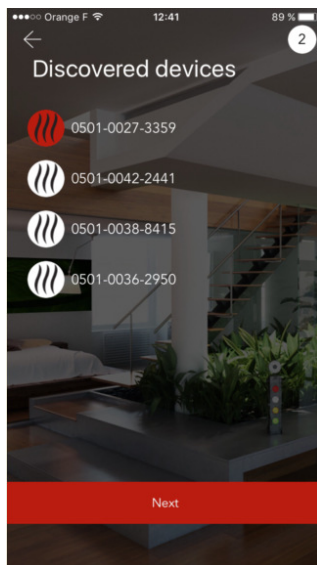 Orange F 12:41 89 %
2
Discovered devices
0501-0027-3359
0501-0042-2441
0501-0038-8415
0501-0036-2950
Next